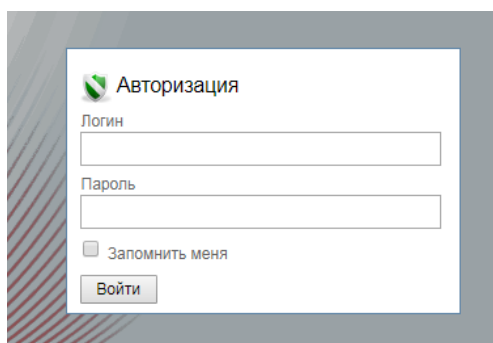 Авторизация
Логин
Пароль
Запомнить меня
Войти